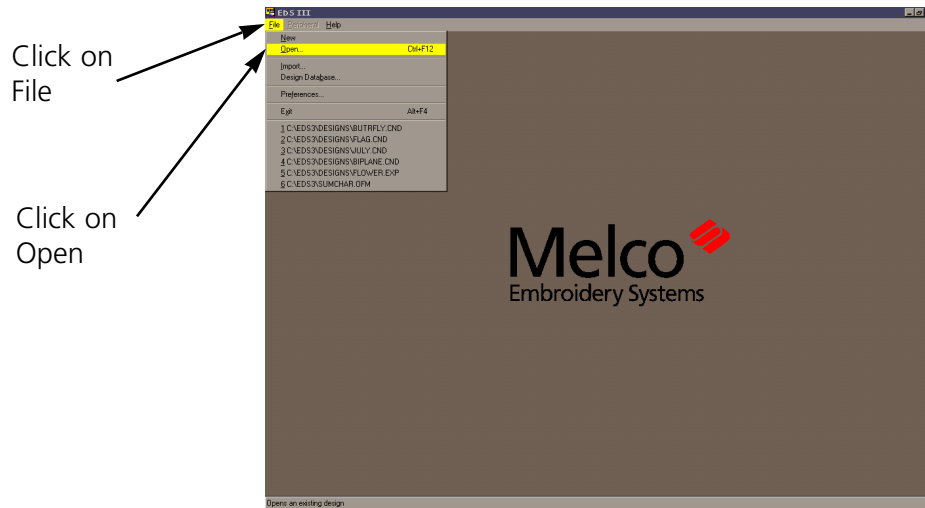 EDS III
File Peripheral Help
Click on
File
New
Open... Ctrl+F12
Import...
Design Database...
Preferences...
Exit Alt+F4
1 C:\EDS3\DESIGNS\BUTRFLY.CND
2 C:\EDS3\DESIGNS\FLAG.CND
3 C:\EDS3\DESIGNS\JULY.CND
4 C:\EDS3\DESIGNS\BIPLANE.CND
5 C:\EDS3\DESIGNS\FLOWER.EXP
6 C:\EDS3\SUMCHAR.OFM
Click on
Open
Melco
Embroidery Systems
Opens an existing design